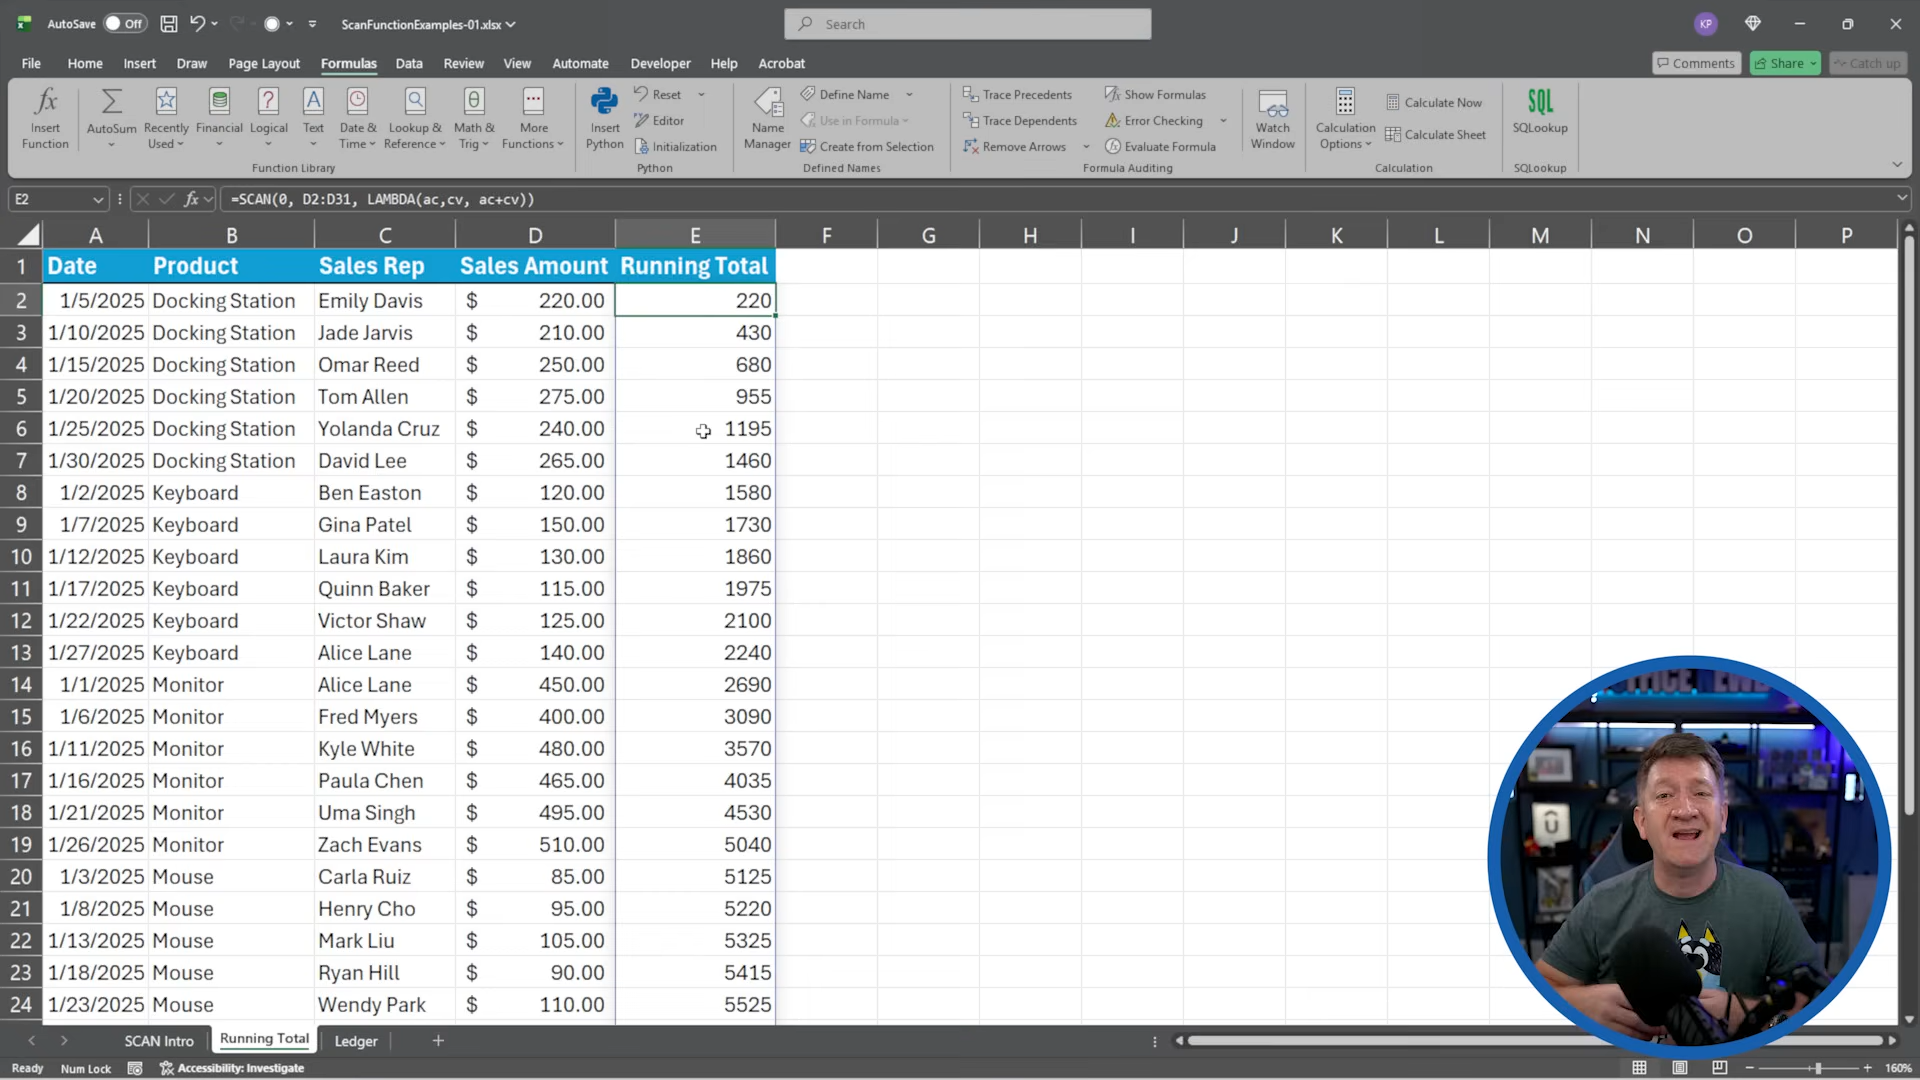 AutoSave Off ScanFunctionExamples-01.xlsx Search KP
File Home Insert Draw Page Layout Formulas Data Review View Automate Developer Help Acrobat Comments Share Catch up
Insert Function
AutoSum
Recently Used
Financial
Logical
Text
Date & Time
Lookup & Reference
Math & Trig
More Functions
Function Library
Insert Python
Reset
Editor
Initialization
Python
Name Manager
Define Name
Use in Formula
Create from Selection
Defined Names
Trace Precedents
Trace Dependents
Remove Arrows
Show Formulas
Error Checking
Evaluate Formula
Formula Auditing
Watch Window
Calculation Options
Calculate Now
Calculate Sheet
Calculation
SQL
SQLookup
SQLookup
E2 fx =SCAN(0, D2:D31, LAMBDA(ac,cv, ac+cv))
A B C D E F G H I J K L M N O P
1 Date Product Sales Rep Sales Amount Running Total
2 1/5/2025 Docking Station Emily Davis $ 220.00 220
3 1/10/2025 Docking Station Jade Jarvis $ 210.00 430
4 1/15/2025 Docking Station Omar Reed $ 250.00 680
5 1/20/2025 Docking Station Tom Allen $ 275.00 955
6 1/25/2025 Docking Station Yolanda Cruz $ 240.00 1195
7 1/30/2025 Docking Station David Lee $ 265.00 1460
8 1/2/2025 Keyboard Ben Easton $ 120.00 1580
9 1/7/2025 Keyboard Gina Patel $ 150.00 1730
10 1/12/2025 Keyboard Laura Kim $ 130.00 1860
11 1/17/2025 Keyboard Quinn Baker $ 115.00 1975
12 1/22/2025 Keyboard Victor Shaw $ 125.00 2100
13 1/27/2025 Keyboard Alice Lane $ 140.00 2240
14 1/1/2025 Monitor Alice Lane $ 450.00 2690
15 1/6/2025 Monitor Fred Myers $ 400.00 3090
16 1/11/2025 Monitor Kyle White $ 480.00 3570
17 1/16/2025 Monitor Paula Chen $ 465.00 4035
18 1/21/2025 Monitor Uma Singh $ 495.00 4530
19 1/26/2025 Monitor Zach Evans $ 510.00 5040
20 1/3/2025 Mouse Carla Ruiz $ 85.00 5125
21 1/8/2025 Mouse Henry Cho $ 95.00 5220
22 1/13/2025 Mouse Mark Liu $ 105.00 5325
23 1/18/2025 Mouse Ryan Hill $ 90.00 5415
24 1/23/2025 Mouse Wendy Park $ 110.00 5525
SCAN Intro Running Total Ledger
Ready Num Lock Accessibility: Investigate 160%